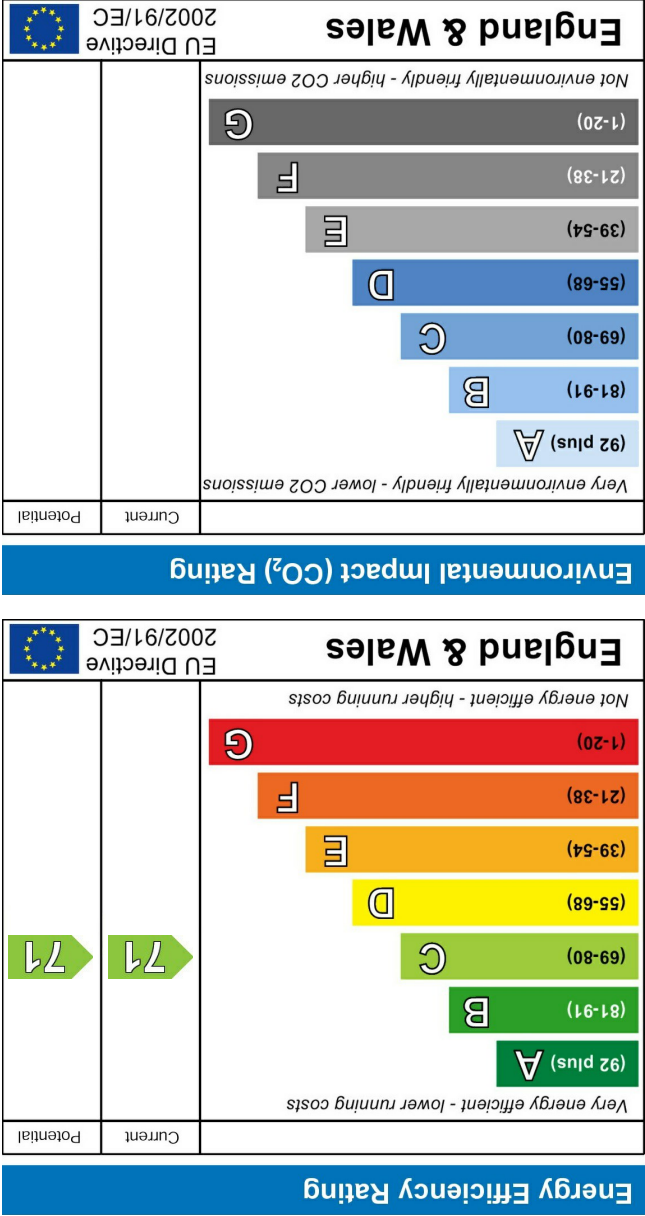 Energy Efficiency Rating
Current Potential
Very energy efficient - lower running costs
(92 plus) A
(81-91) B
(69-80) C
71 71
(55-68) D
(39-54) E
(21-38) F
(1-20) G
Not energy efficient - higher running costs
England & Wales
EU Directive
2002/91/EC
Environmental Impact (CO₂) Rating
Current Potential
Very environmentally friendly - lower CO2 emissions
(92 plus) A
(81-91) B
(69-80) C
(55-68) D
(39-54) E
(21-38) F
(1-20) G
Not environmentally friendly - higher CO2 emissions
England & Wales
EU Directive
2002/91/EC